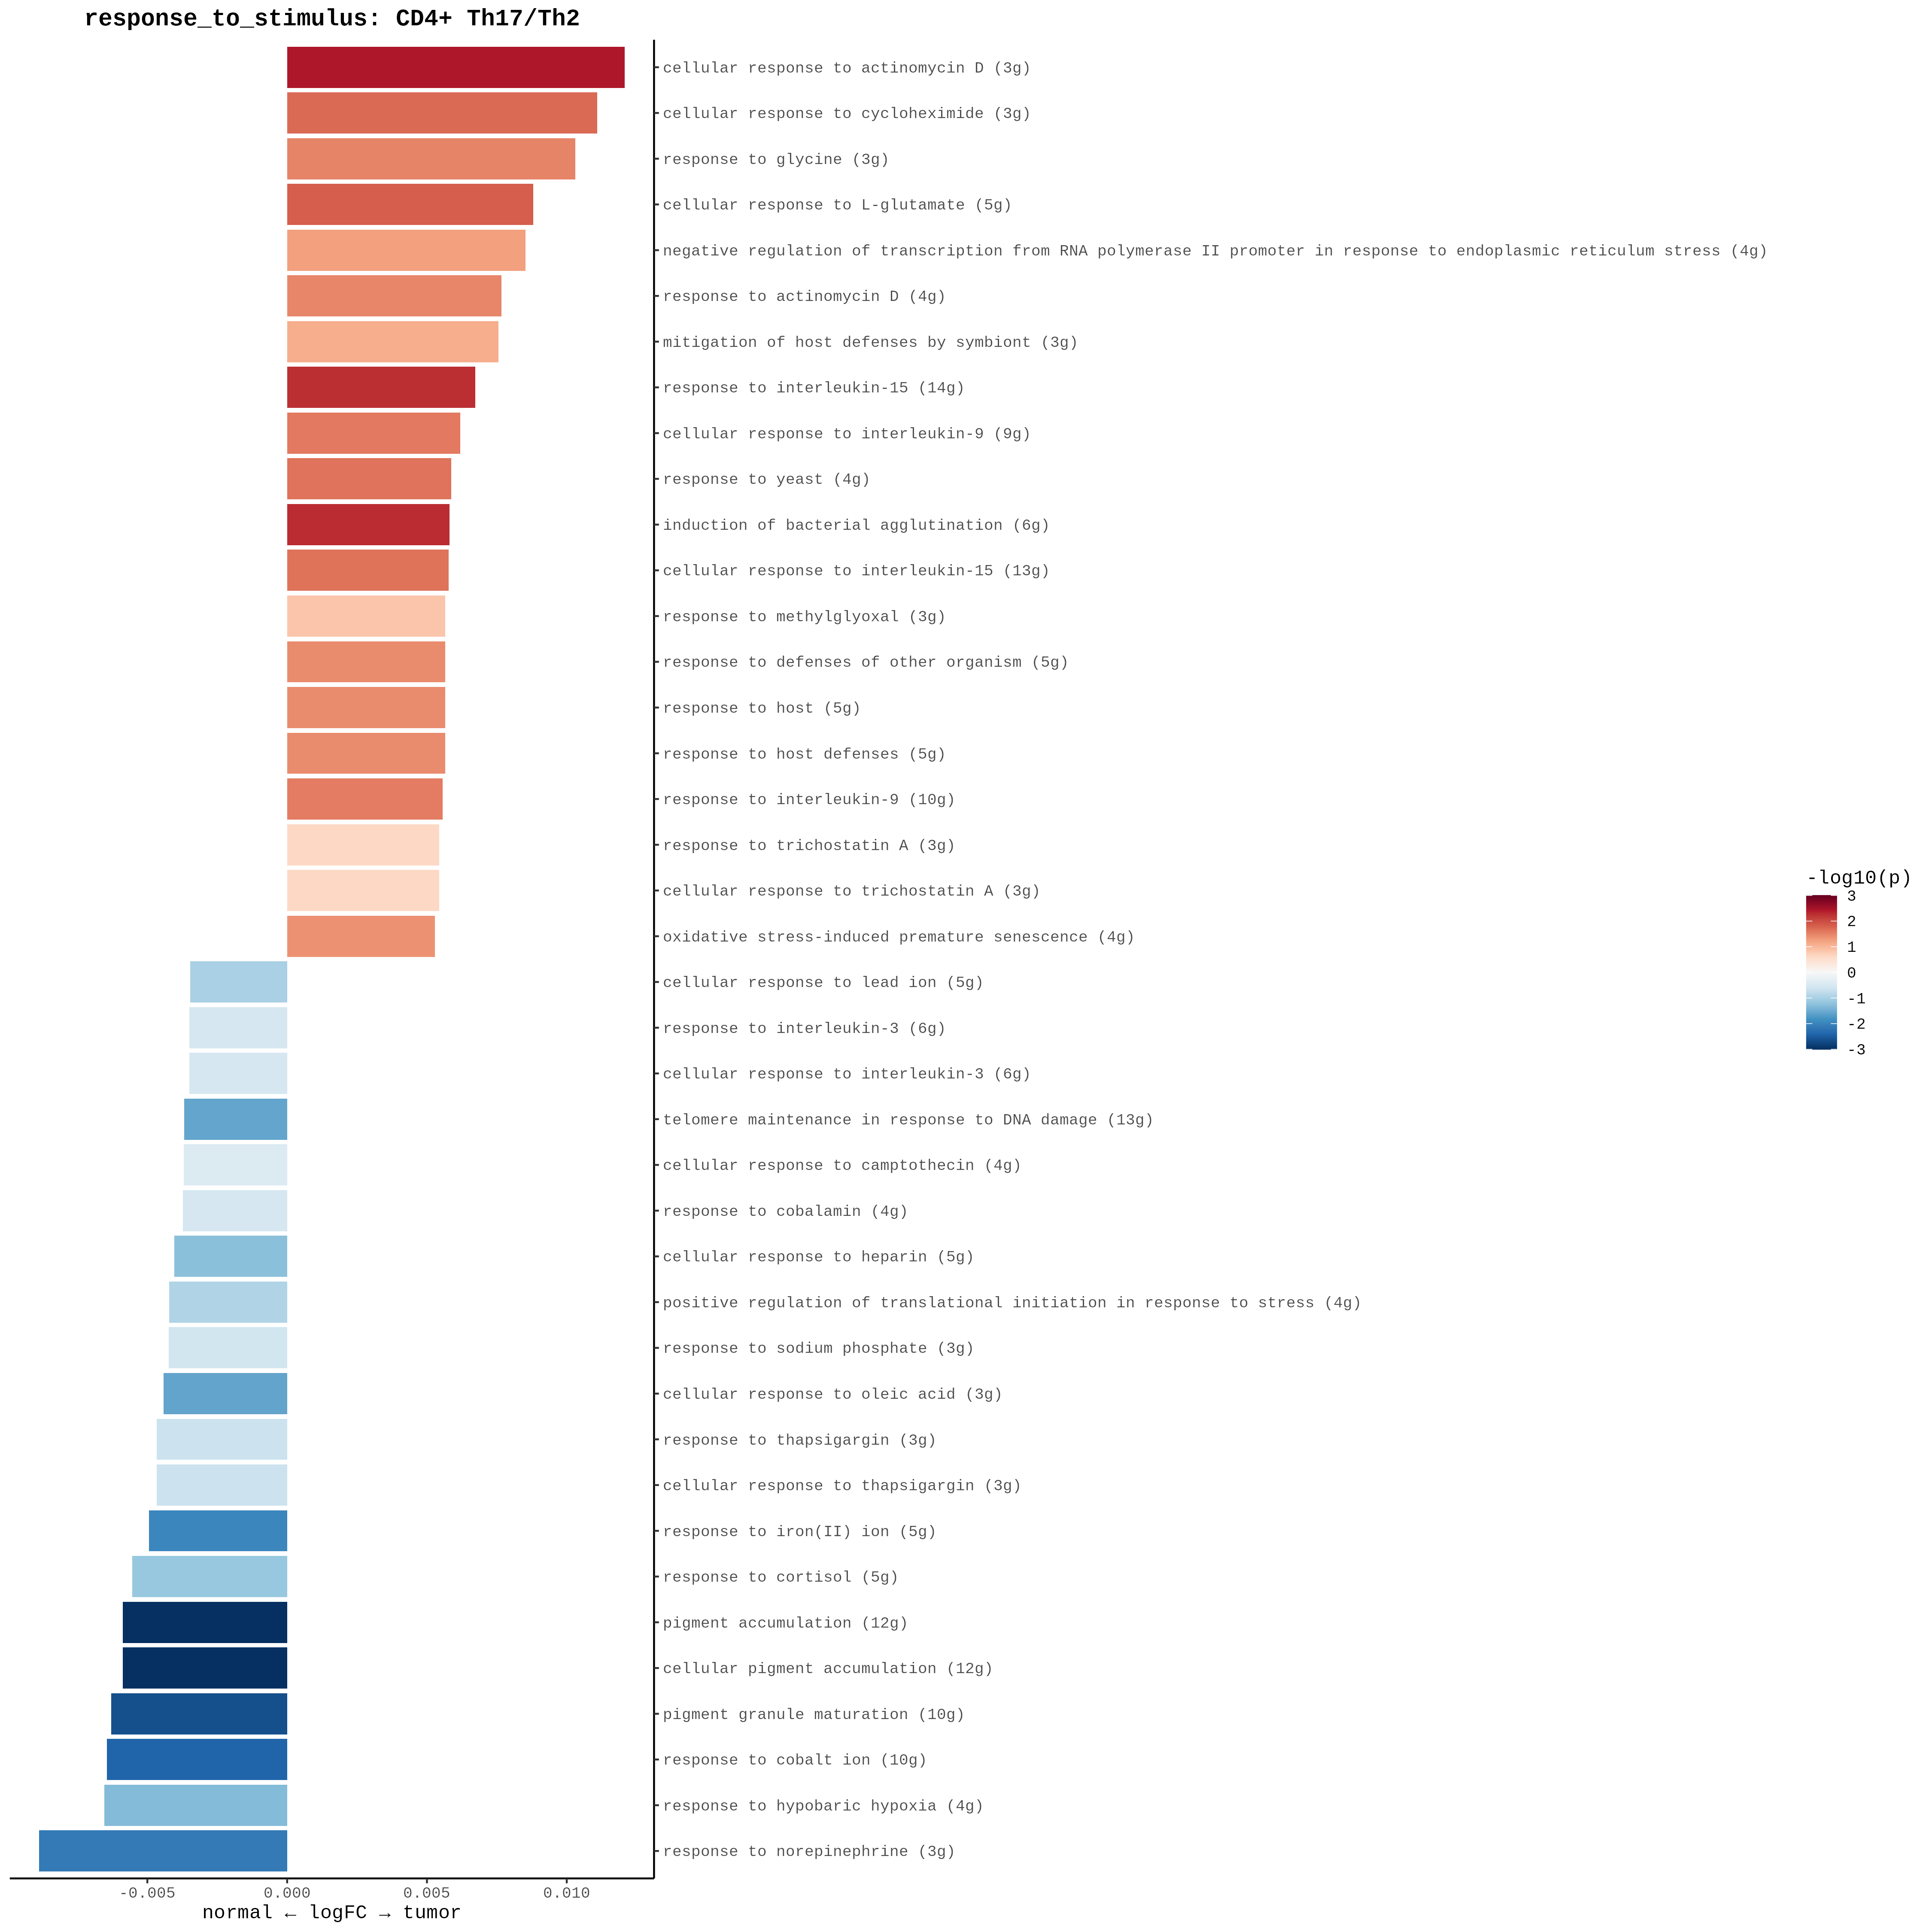 response_to_stimulus: CD4+ Th17/Th2
cellular response to actinomycin D (3g)
cellular response to cycloheximide (3g)
response to glycine (3g)
cellular response to L-glutamate (5g)
negative regulation of transcription from RNA polymerase II promoter in response to endoplasmic reticulum stress (4g)
response to actinomycin D (4g)
mitigation of host defenses by symbiont (3g)
response to interleukin-15 (14g)
cellular response to interleukin-9 (9g)
response to yeast (4g)
induction of bacterial agglutination (6g)
cellular response to interleukin-15 (13g)
response to methylglyoxal (3g)
response to defenses of other organism (5g)
response to host (5g)
response to host defenses (5g)
response to interleukin-9 (10g)
response to trichostatin A (3g)
cellular response to trichostatin A (3g)
oxidative stress-induced premature senescence (4g)
cellular response to lead ion (5g)
response to interleukin-3 (6g)
cellular response to interleukin-3 (6g)
telomere maintenance in response to DNA damage (13g)
cellular response to camptothecin (4g)
response to cobalamin (4g)
cellular response to heparin (5g)
positive regulation of translational initiation in response to stress (4g)
response to sodium phosphate (3g)
cellular response to oleic acid (3g)
response to thapsigargin (3g)
cellular response to thapsigargin (3g)
response to iron(II) ion (5g)
response to cortisol (5g)
pigment accumulation (12g)
cellular pigment accumulation (12g)
pigment granule maturation (10g)
response to cobalt ion (10g)
response to hypobaric hypoxia (4g)
response to norepinephrine (3g)
-0.005 0.000 0.005 0.010
normal ← logFC → tumor
-log10(p)
3
2
1
0
-1
-2
-3